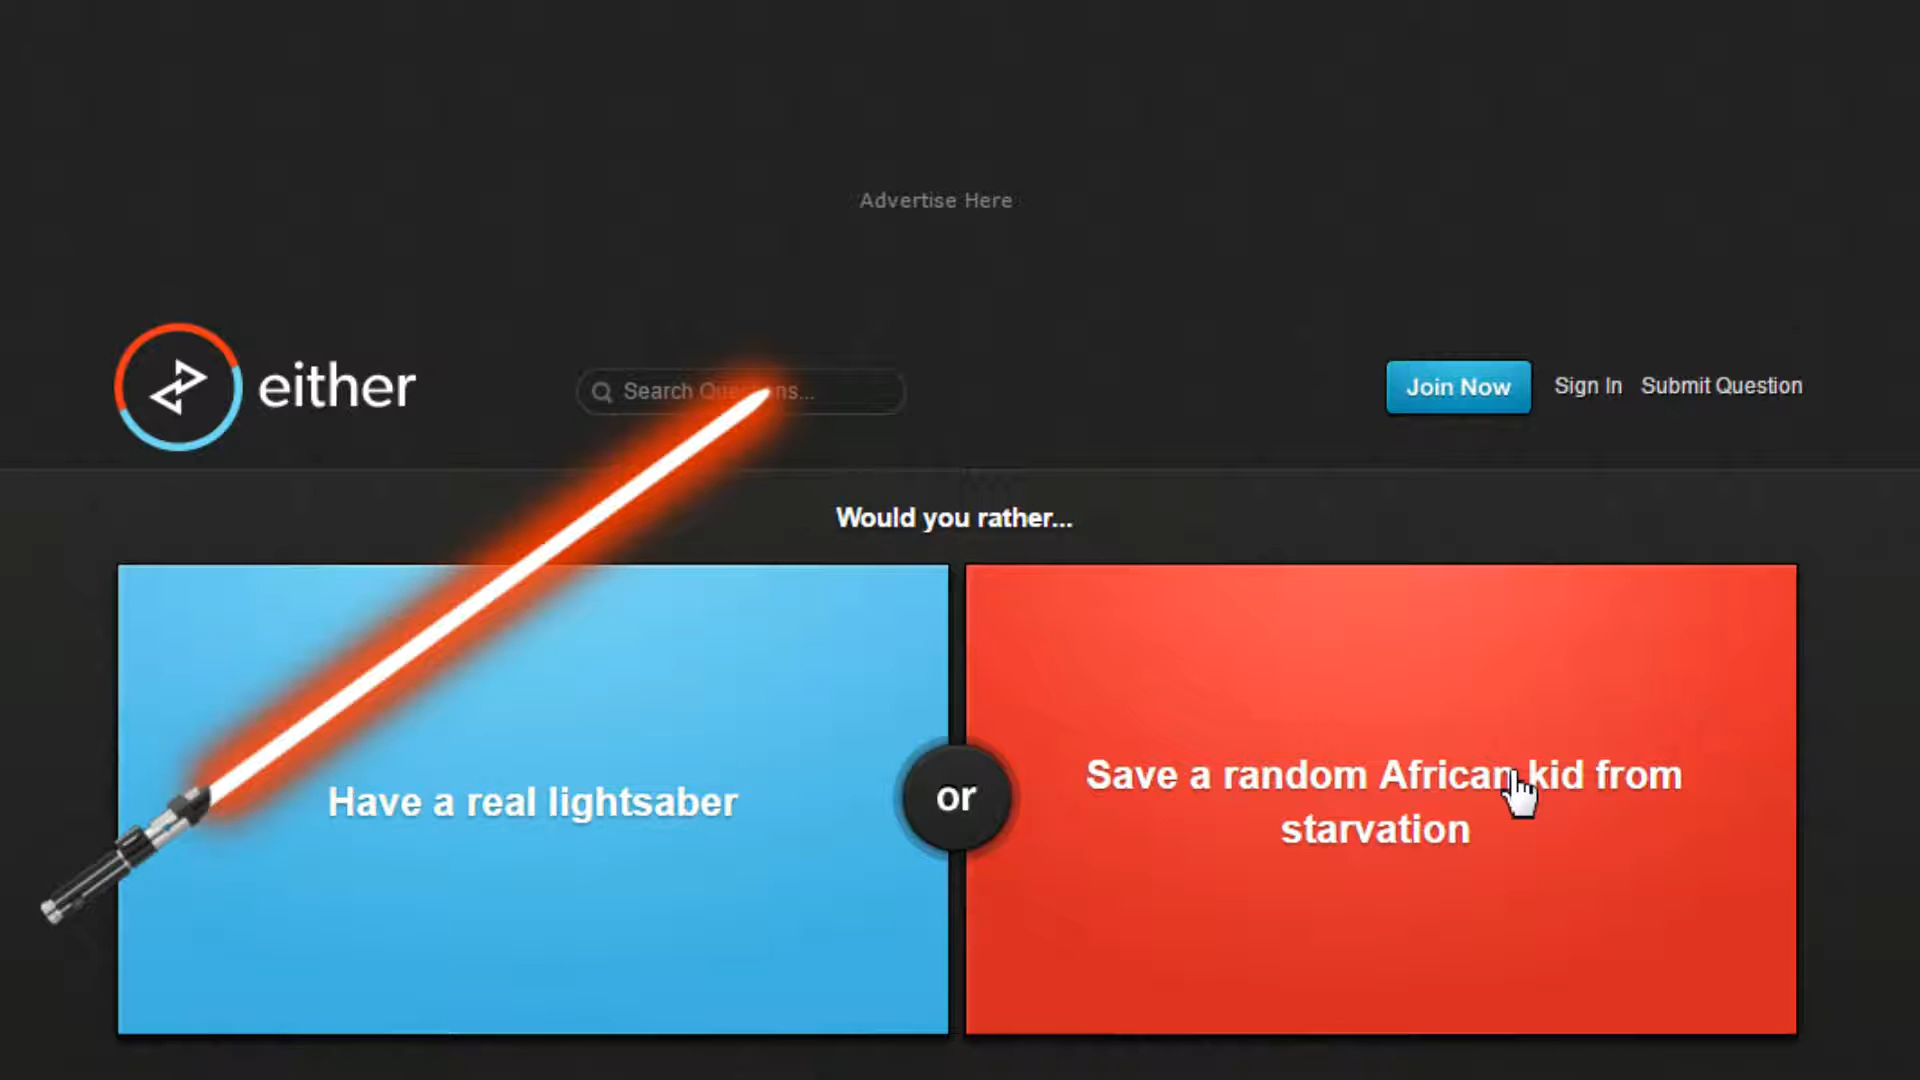 Advertise Here
either
Search Questions...
Join Now
Sign In
Submit Question
Would you rather...
Have a real lightsaber
or
Save a random African kid from
starvation